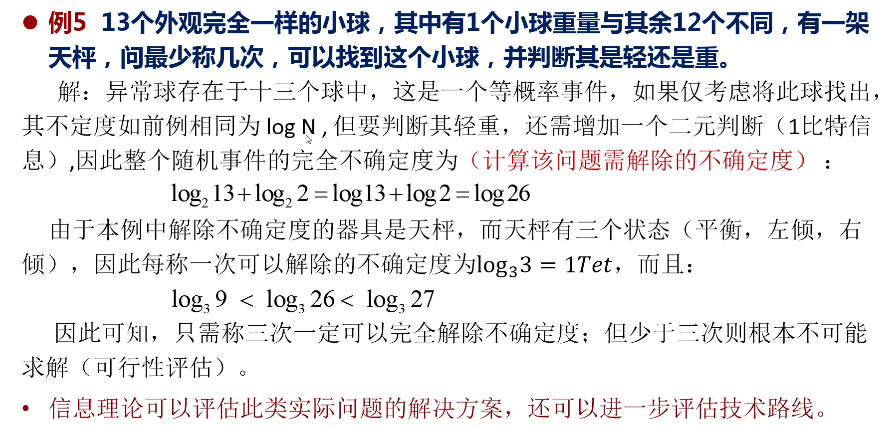 ● 例5 13个外观完全一样的小球，其中有1个小球重量与其余12个不同，有一架
天枰，问最少称几次，可以找到这个小球，并判断其是轻还是重。
解：异常球存在于十三个球中，这是一个等概率事件，如果仅考虑将此球找出，
其不定度如前例相同为 log N , 但要判断其轻重，还需增加一个二元判断（1比特信
息）,因此整个随机事件的完全不确定度为（计算该问题需解除的不确定度）：
log₂ 13 + log₂ 2 = log13 + log 2 = log 26
由于本例中解除不确定度的器具是天枰，而天枰有三个状态（平衡，左倾，右
倾），因此每称一次可以解除的不确定度为log₃3 = 1Tet，而且：
log₃ 9 < log₃ 26 < log₃ 27
因此可知，只需称三次一定可以完全解除不确定度；但少于三次则根本不可能
求解（可行性评估）。
• 信息理论可以评估此类实际问题的解决方案，还可以进一步评估技术路线。